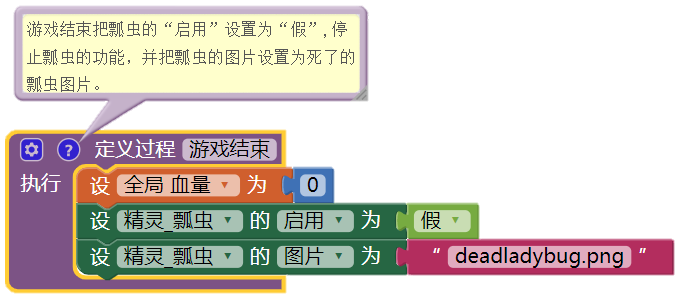 游戏结束把瓢虫的“启用”设置为“假”,停
止瓢虫的功能，并把瓢虫的图片设置为死了的
瓢虫图片。
? 定义过程 游戏结束
执行 设 全局 血量 为 0
设 精灵_瓢虫 的 启用 为 假
设 精灵_瓢虫 的 图片 为 “ deadladybug.png ”